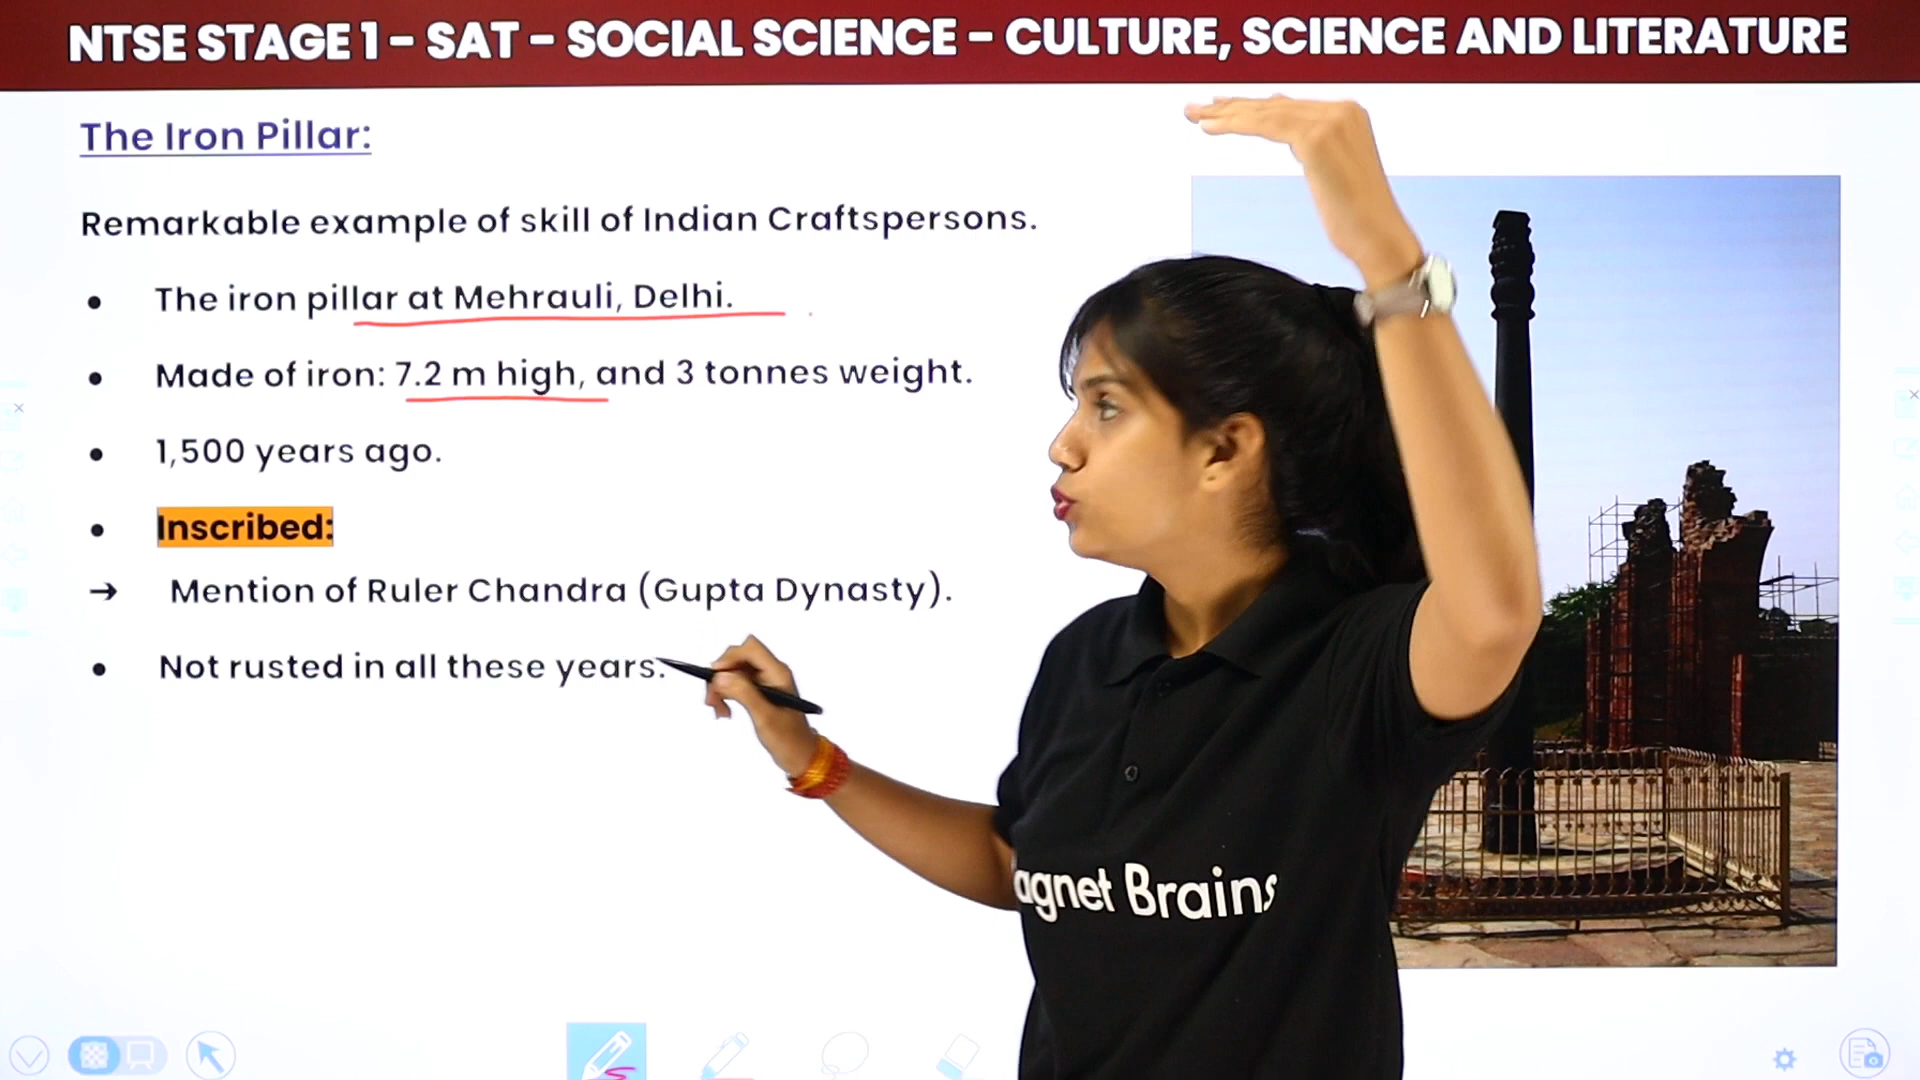 NTSE STAGE 1 - SAT - SOCIAL SCIENCE - CULTURE, SCIENCE AND LITERATURE
The Iron Pillar:
Remarkable example of skill of Indian Craftspersons.
• The iron pillar at Mehrauli, Delhi.
• Made of iron: 7.2 m high, and 3 tonnes weight.
• 1,500 years ago.
• Inscribed:
→ Mention of Ruler Chandra (Gupta Dynasty).
• Not rusted in all these years.
agnet Brains